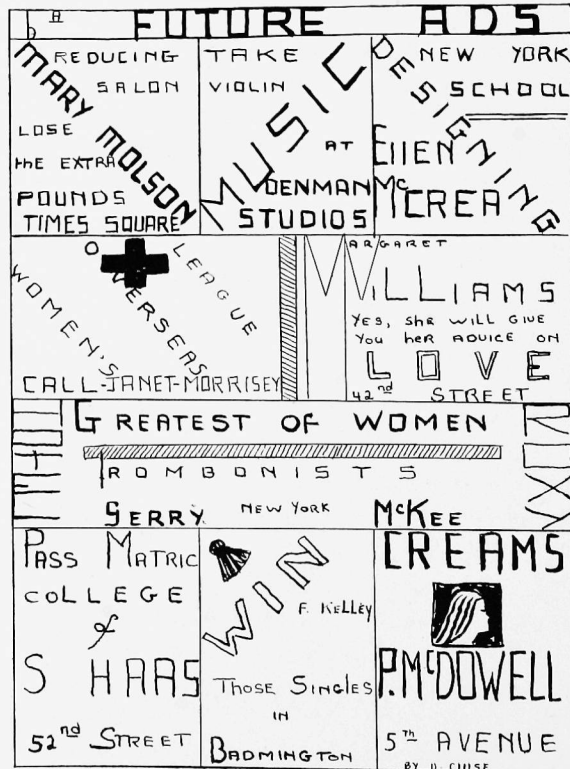 FUTURE ADS
REDUCING
SALON
MARY MOLSON
LOSE
the EXTRA
POUNDS
TIMES SQUARE
TAKE
VIOLIN
MUSIC
AT
DENMAN
STUDIOS
NEW YORK
DESIGNING
SCHOOL
EllEN
McCREA
WOMEN'S
OVERSEAS
LEAGUE
CALL-JANET-MORRISEY
MARGARET
WiLLIAMS
YES, She WILL GIVE
YOU HER ADVICE ON
LOVE
42nd STREET
GREATEST OF WOMEN
TROMBONISTS
GERRY NEW YORK McKEE
ROXY
PASS MATRIC
COLLEGE
of
S HAAS
52nd STREET
WIN
F. KELLEY
THOSE SINGLES
IN
BADMINGTON
CREAMS
P. McDOWELL
5th AVENUE